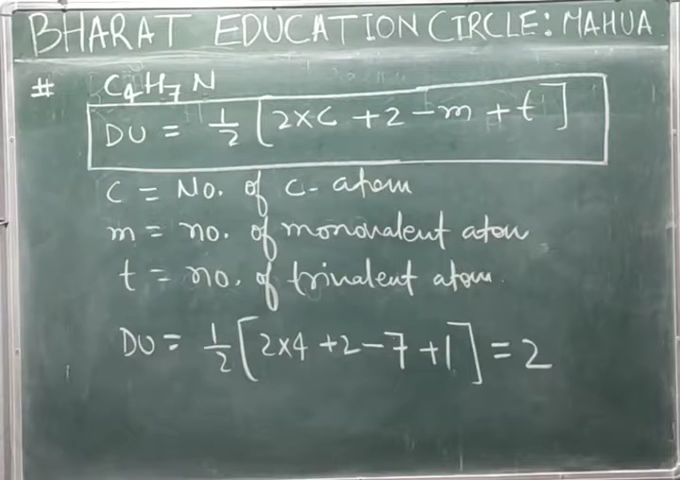 BHARAT EDUCATION CIRCLE: MAHUA
# C4H7N
DU = 1/2 [2×C + 2 - m + t]
C = No. of C- atom
m = no. of monovalent atom
t = no. of trivalent atom.
DU = 1/2 [2×4 + 2 - 7 + 1] = 2